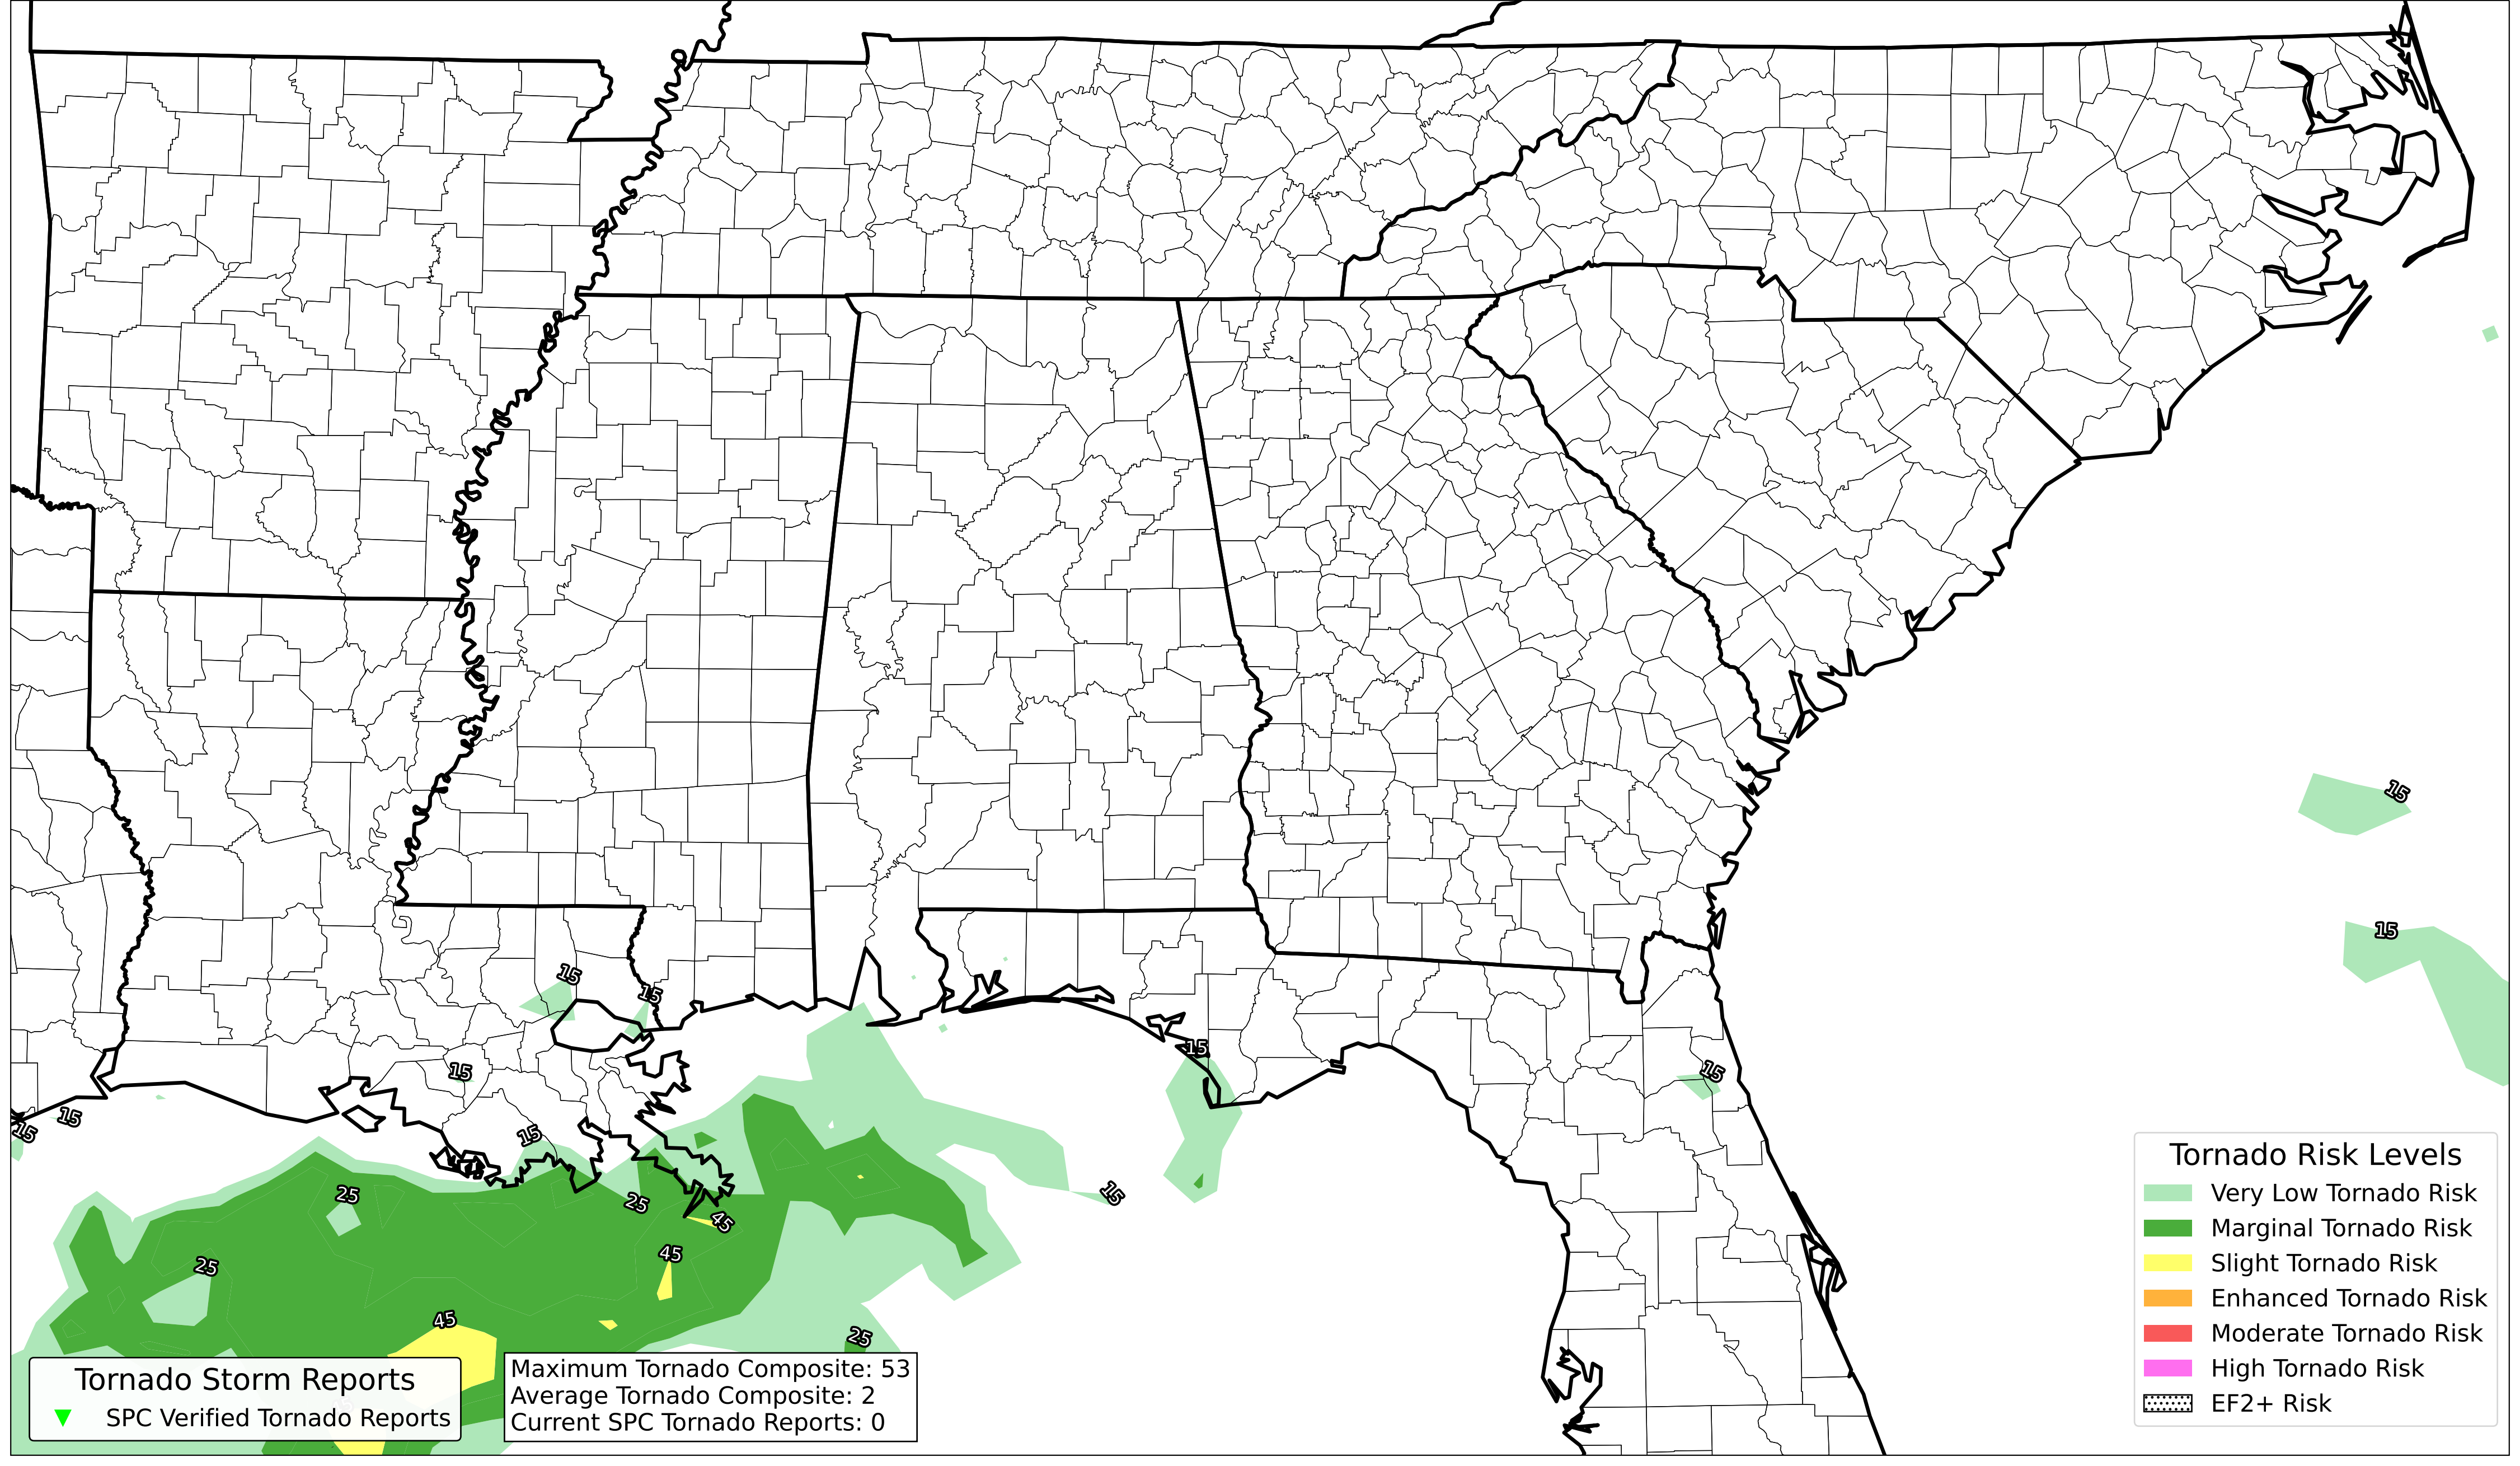 15
15
15
15
15
15
15
15
15
15
15
25
25
45
45
25
45
25
Tornado Risk Levels
Very Low Tornado Risk
Marginal Tornado Risk
Slight Tornado Risk
Enhanced Tornado Risk
Moderate Tornado Risk
High Tornado Risk
EF2+ Risk
Tornado Storm Reports
SPC Verified Tornado Reports
Maximum Tornado Composite: 53
Average Tornado Composite: 2
Current SPC Tornado Reports: 0